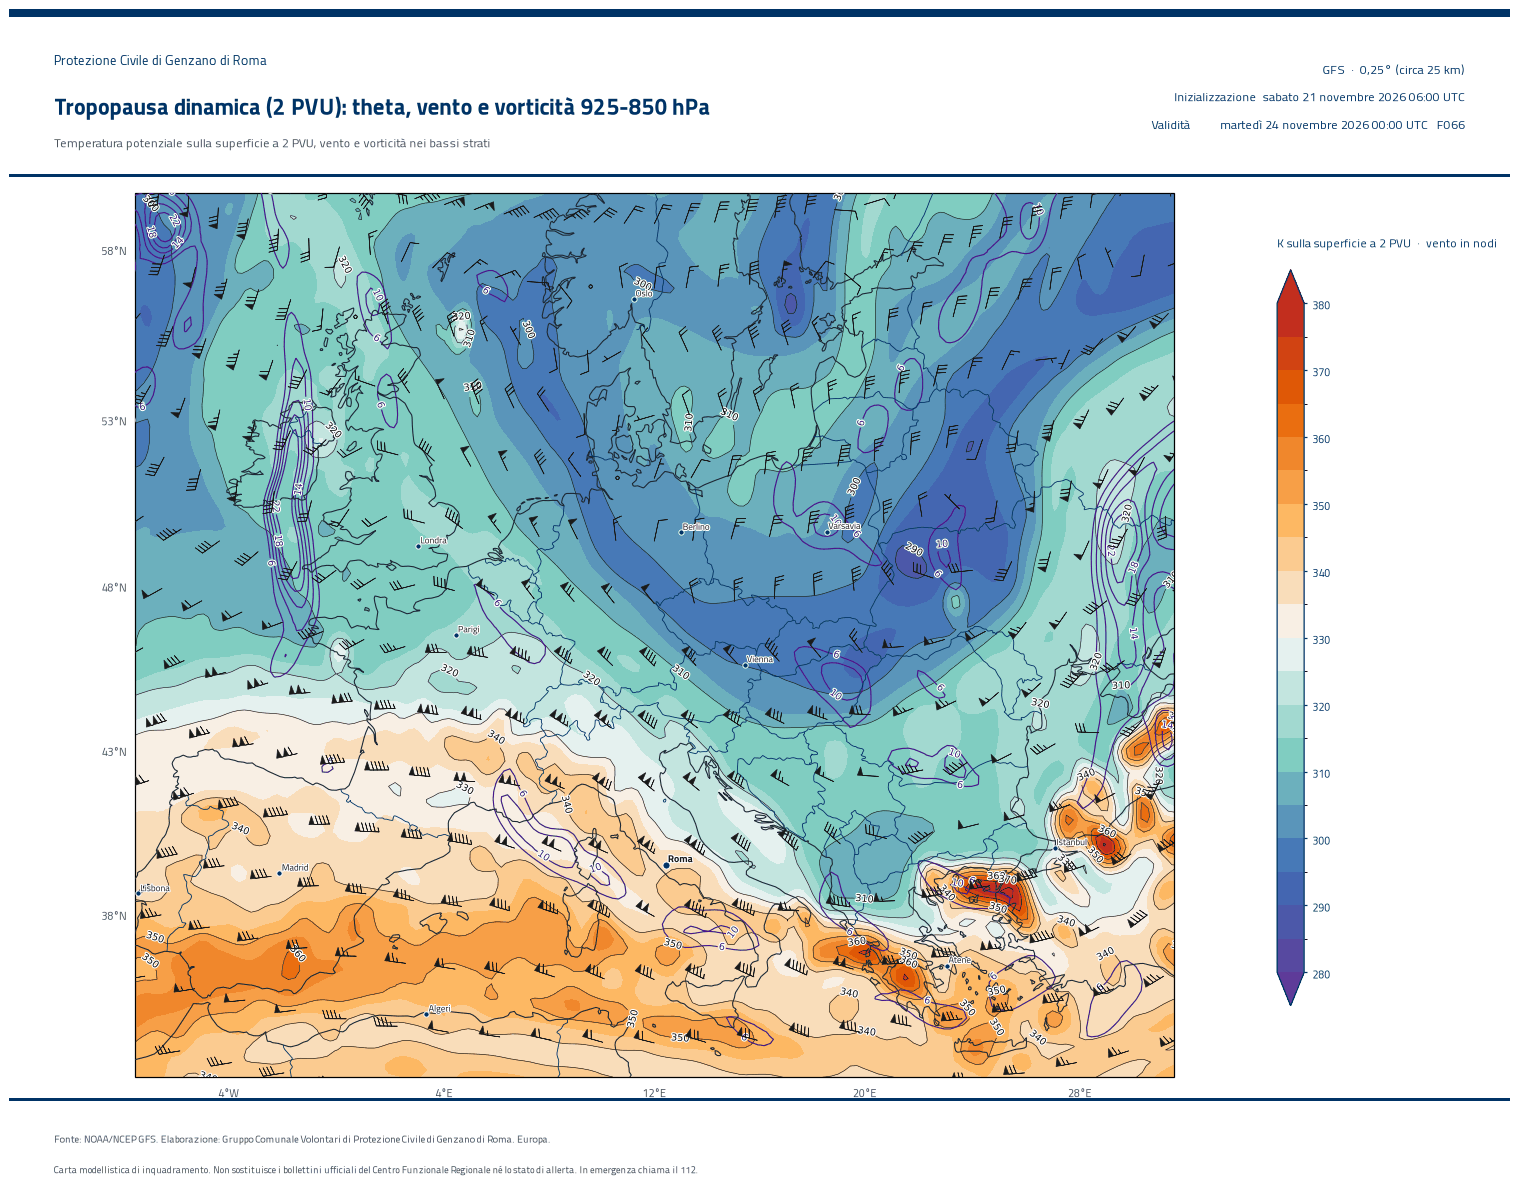 Protezione Civile di Genzano di Roma
Tropopausa dinamica (2 PVU): theta, vento e vorticità 925-850 hPa
Temperatura potenziale sulla superficie a 2 PVU, vento e vorticità nei bassi strati
GFS · 0,25° (circa 25 km)
Inizializzazione sabato 21 novembre 2026 06:00 UTC
Validità martedì 24 novembre 2026 00:00 UTC F066
K sulla superficie a 2 PVU · vento in nodi
380
370
360
350
340
330
320
310
300
290
280
58°N
53°N
48°N
43°N
38°N
4°W
4°E
12°E
20°E
28°E
Oslo
Londra
Berlino
Varsavia
Parigi
Vienna
Roma
Madrid
Lisbona
Istanbul
Atene
Algeri
Fonte: NOAA/NCEP GFS. Elaborazione: Gruppo Comunale Volontari di Protezione Civile di Genzano di Roma. Europa.
Carta modellistica di inquadramento. Non sostituisce i bollettini ufficiali del Centro Funzionale Regionale né lo stato di allerta. In emergenza chiama il 112.